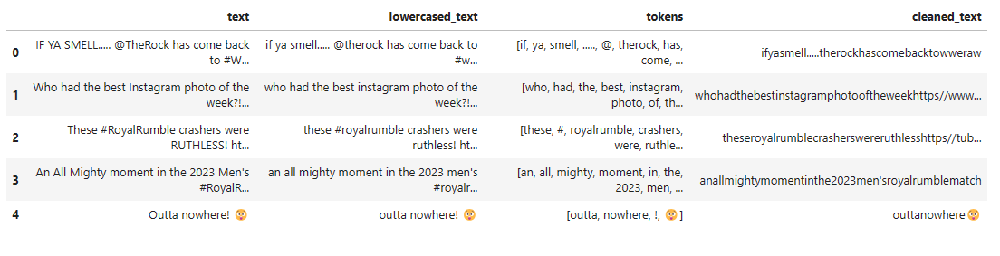 text lowercased_text tokens cleaned_text
0 IF YA SMELL..... @TheRock has come back to #W... if ya smell..... @therock has come back to #w... [if, ya, smell, ....., @, therock, has, come, ... ifyasmell.....therockhascomebacktowweraw
1 Who had the best Instagram photo of the week?!... who had the best instagram photo of the week?!... [who, had, the, best, instagram, photo, of, th... whohadthebestinstagramphotooftheweekhttps//www...
2 These #RoyalRumble crashers were RUTHLESS! ht... these #royalrumble crashers were ruthless! ht... [these, #, royalrumble, crashers, were, ruthle... theseroyalrumblecrasherswereruthlesshttps//tub...
3 An All Mighty moment in the 2023 Men's #RoyalR... an all mighty moment in the 2023 men's #royalr... [an, all, mighty, moment, in, the, 2023, men, ... anallmightymomentinthe2023men'sroyalrumblematch
4 Outta nowhere! 😳 outta nowhere! 😳 [outta, nowhere, !, 😳] outtanowhere😳